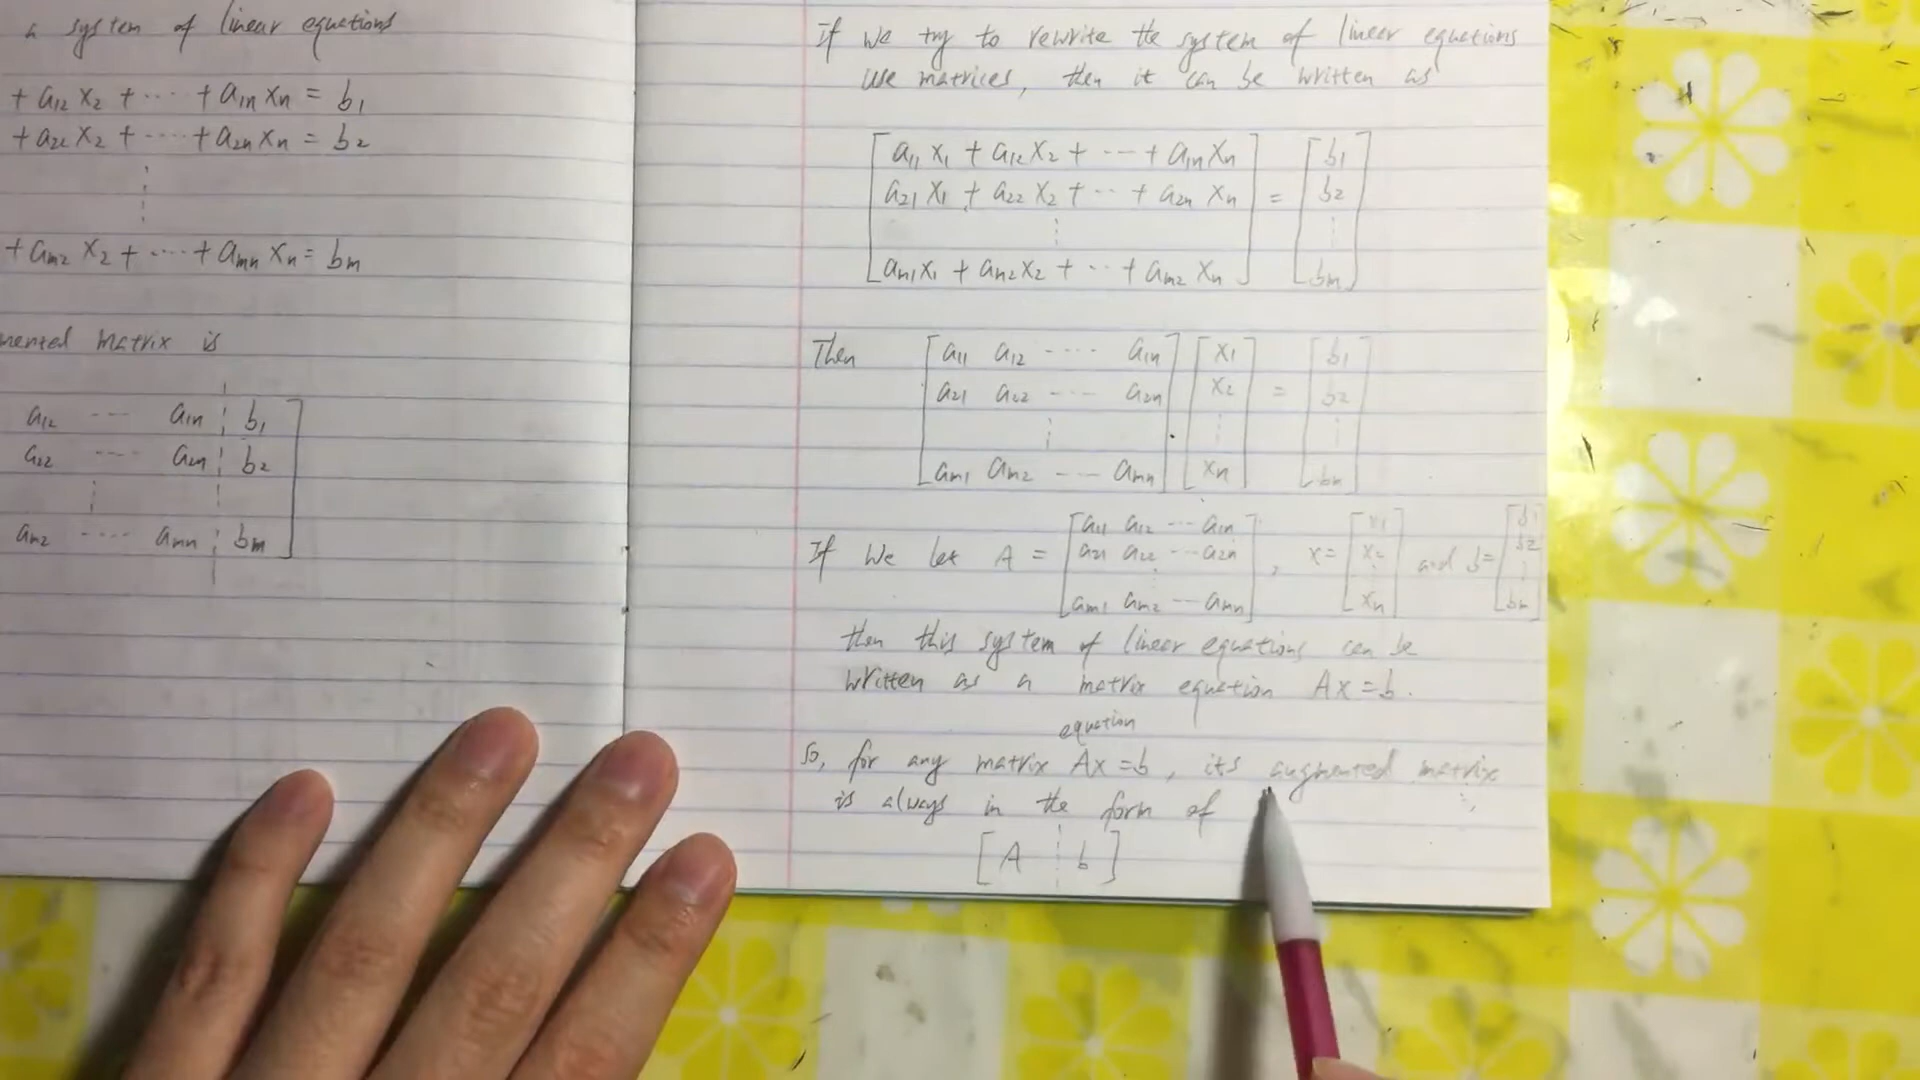 a system of linear equations
+ a12 x2 + ···· + a1n xn = b1
+ a22 x2 + ···· + a2n xn = b2
+ am2 x2 + ···· + amn xn = bm
mented matrix is
a12 ··· a1n ¦ b1
a22 ···· a2n ¦ b2
am2 ···· amn ¦ bm
If we try to rewrite the system of linear equations
use matrices, then it can be written as
[a11 x1 + a12 x2 + ··· + a1n xn] [b1]
[a21 x1 + a22 x2 + ·· + a2n xn] = [b2]
⋮ ⋮
[am1 x1 + am2 x2 + ·· + am2 xn] [bm]
Then [a11 a12 ···· a1n] [x1] [b1]
[a21 a22 ···· a2n] [x2] = [b2]
⋮ ⋮ ⋮
[am1 am2 ···· amn] [xn] [bm]
If we let A = [a11 a12 ··· a1n; a21 a22 ··· a2n; ⋮; am1 am2 ··· amn], x = [x1; x2; ⋮; xn] and b = [b1; b2; ⋮; bm]
then this system of linear equations can be
written as a matrix equation Ax = b.
equation
So, for any matrix Ax = b, its augmented matrix
is always in the form of
[A ¦ b]